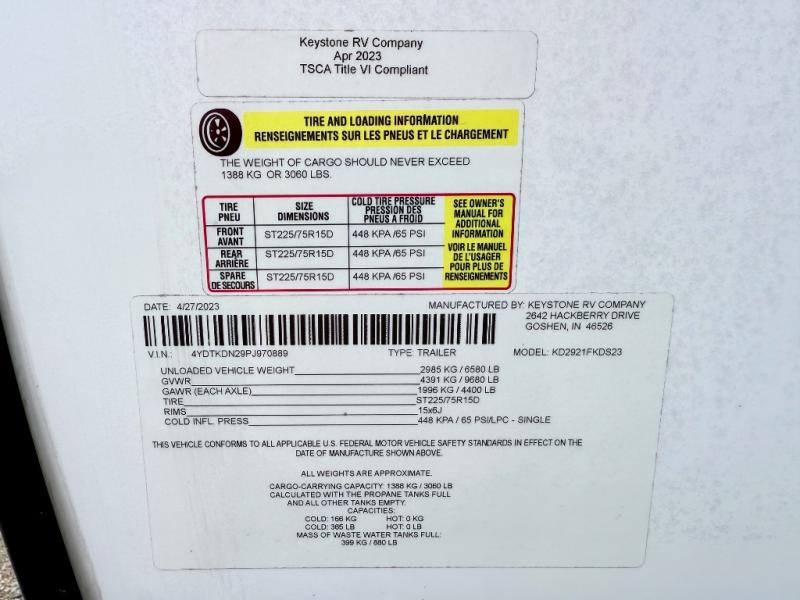 Keystone RV Company
Apr 2023
TSCA Title VI Compliant
TIRE AND LOADING INFORMATION
RENSEIGNEMENTS SUR LES PNEUS ET LE CHARGEMENT
THE WEIGHT OF CARGO SHOULD NEVER EXCEED
1388 KG OR 3060 LBS.
TIRE PNEU SIZE DIMENSIONS COLD TIRE PRESSURE PRESSION DES PNEUS A FROID
FRONT AVANT ST225/75R15D 448 KPA /65 PSI
REAR ARRIÈRE ST225/75R15D 448 KPA /65 PSI
SPARE DE SECOURS ST225/75R15D 448 KPA /65 PSI
SEE OWNER'S
MANUAL FOR
ADDITIONAL
INFORMATION
VOIR LE MANUEL
DE L'USAGER
POUR PLUS DE
RENSEIGNEMENTS
DATE: 4/27/2023 MANUFACTURED BY: KEYSTONE RV COMPANY
2642 HACKBERRY DRIVE
GOSHEN, IN 46526
V.I.N.: 4YDTKDN29PJ970889 TYPE: TRAILER MODEL: KD2921FKDS23
UNLOADED VEHICLE WEIGHT 2985 KG / 6580 LB
GVWR 4391 KG / 9680 LB
GAWR (EACH AXLE) 1996 KG / 4400 LB
TIRE ST225/75R15D
RIMS 15x6J
COLD INFL. PRESS 448 KPA / 65 PSI/LPC - SINGLE
THIS VEHICLE CONFORMS TO ALL APPLICABLE U.S. FEDERAL MOTOR VEHICLE SAFETY STANDARDS IN EFFECT ON THE
DATE OF MANUFACTURE SHOWN ABOVE.
ALL WEIGHTS ARE APPROXIMATE.
CARGO-CARRYING CAPACITY: 1388 KG / 3060 LB
CALCULATED WITH THE PROPANE TANKS FULL
AND ALL OTHER TANKS EMPTY.
CAPACITIES:
COLD: 166 KG HOT: 0 KG
COLD: 365 LB HOT: 0 LB
MASS OF WASTE WATER TANKS FULL:
399 KG / 880 LB